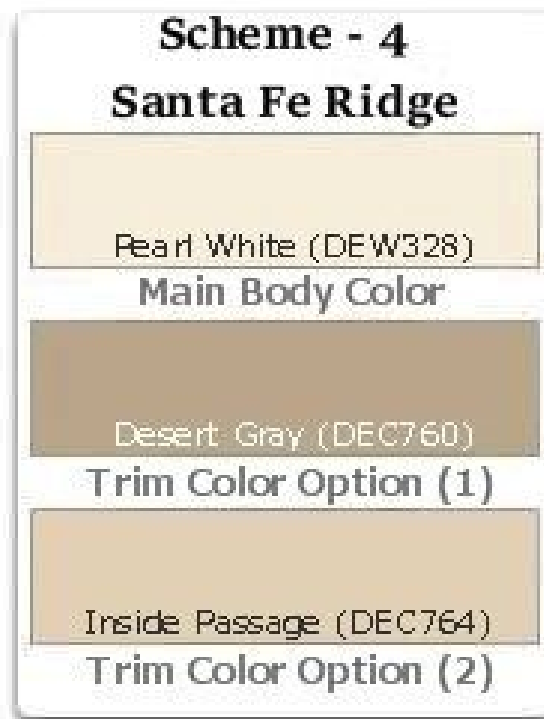 Scheme - 4
Santa Fe Ridge
Pearl White (DEW328)
Main Body Color
Desert Gray (DEC760)
Trim Color Option (1)
Inside Passage (DEC764)
Trim Color Option (2)